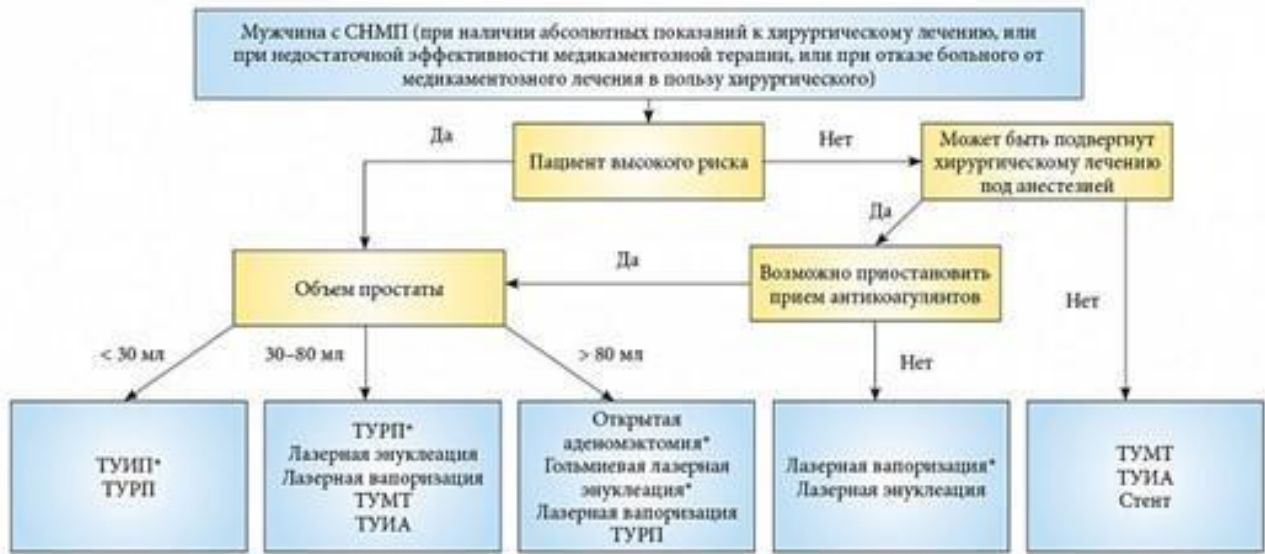 Мужчина с СНМП (при наличии абсолютных показаний к хирургическому лечению, или
при недостаточной эффективности медикаментозной терапии, или при отказе больного от
медикаментозного лечения в пользу хирургического)
Да
Пациент высокого риска
Нет
Может быть подвергнут
хирургическому лечению
под анестезией
Да
Объем простаты
Да
Возможно приостановить
прием антикоагулянтов
Нет
< 30 мл
30–80 мл
> 80 мл
Нет
ТУИП*
ТУРП
ТУРП*
Лазерная энуклеация
Лазерная вапоризация
ТУМТ
ТУИА
Открытая
аденомэктомия*
Гольмиевая лазерная
энуклеация*
Лазерная вапоризация
ТУРП
Лазерная вапоризация*
Лазерная энуклеация
ТУМТ
ТУИА
Стент